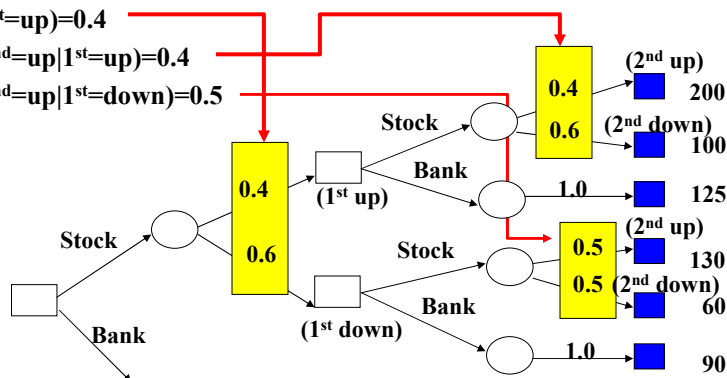 st=up)=0.4
nd=up|1st=up)=0.4
nd=up|1st=down)=0.5
(2nd up)
0.4
200
Stock
0.6
(2nd down)
100
Bank
0.4
1.0
125
(1st up)
(2nd up)
Stock
0.6
Stock
0.5
130
0.5
(2nd down)
Bank
60
(1st down)
Bank
1.0
90